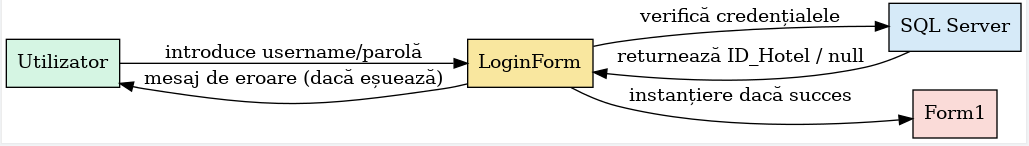 verifică credențialele
SQL Server
introduce username/parolă
returnează ID_Hotel / null
Utilizator
LoginForm
mesaj de eroare (dacă eșuează)
instanțiere dacă succes
Form1